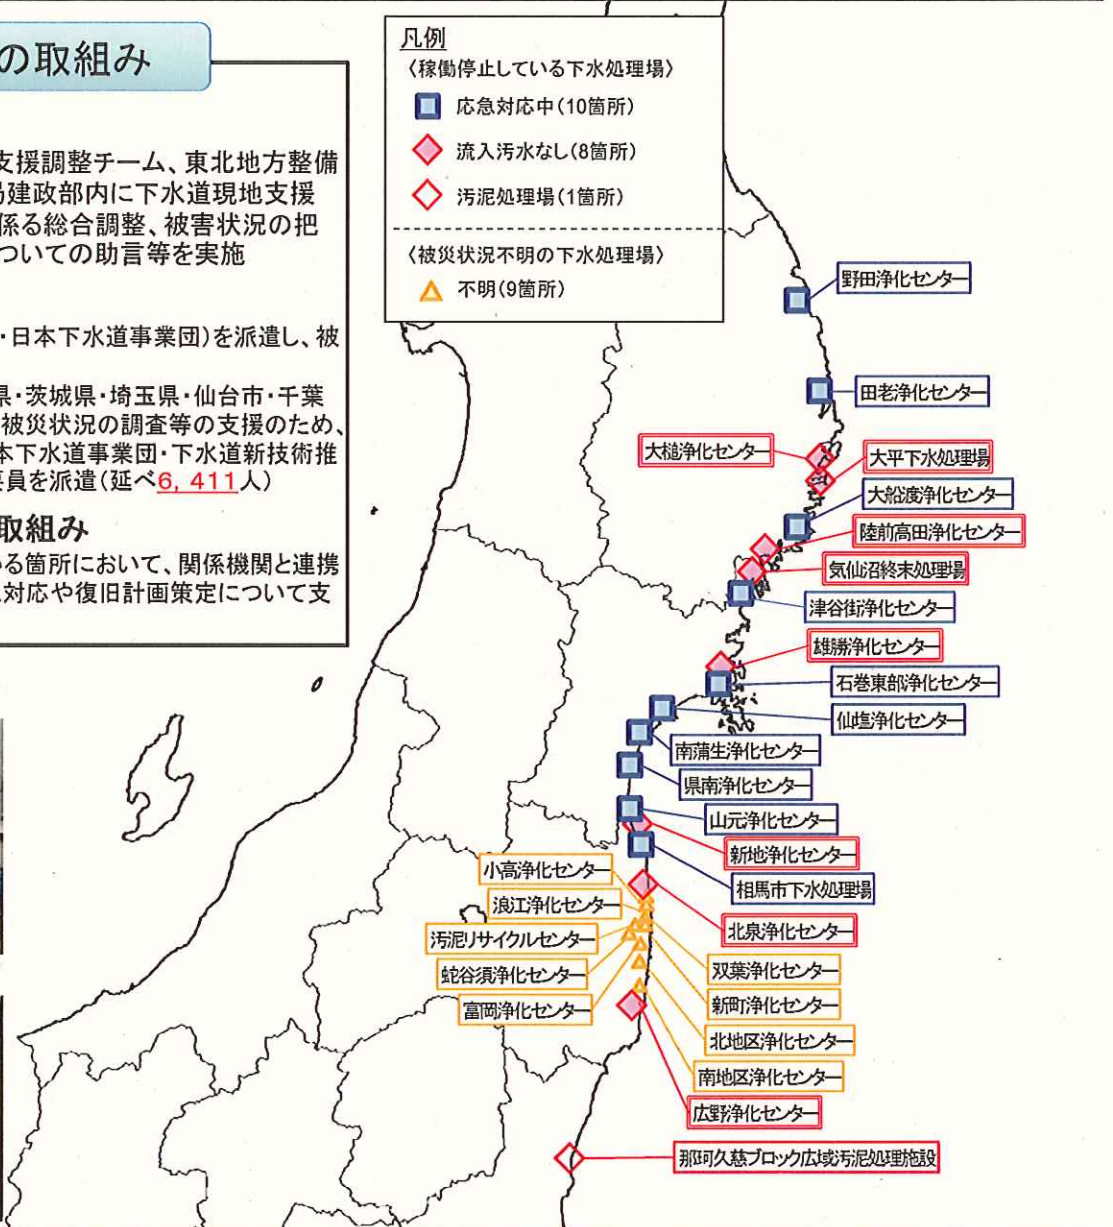 の取組み
支援調整チーム、東北地方整備
局建政部内に下水道現地支援
係る総合調整、被害状況の把
ついての助言等を実施
・日本下水道事業団）を派遣し、被
県・茨城県・埼玉県・仙台市・千葉
被災状況の調査等の支援のため、
本下水道事業団・下水道新技術推
要員を派遣（延べ6, 411人）
取組み
いる箇所において、関係機関と連携
対応や復旧計画策定について支
凡例
〈稼働停止している下水処理場〉
応急対応中（10箇所）
流入汚水なし（8箇所）
汚泥処理場（1箇所）
〈被災状況不明の下水処理場〉
不明（9箇所）
野田浄化センター
田老浄化センター
大槌浄化センター
大平下水処理場
大船渡浄化センター
陸前高田浄化センター
気仙沼終末処理場
津谷街浄化センター
雄勝浄化センター
石巻東部浄化センター
仙塩浄化センター
南蒲生浄化センター
県南浄化センター
山元浄化センター
新地浄化センター
相馬市下水処理場
小高浄化センター
浪江浄化センター
北泉浄化センター
汚泥リサイクルセンター
蛇谷須浄化センター
双葉浄化センター
富岡浄化センター
新町浄化センター
北地区浄化センター
南地区浄化センター
広野浄化センター
那珂久慈ブロック広域汚泥処理施設